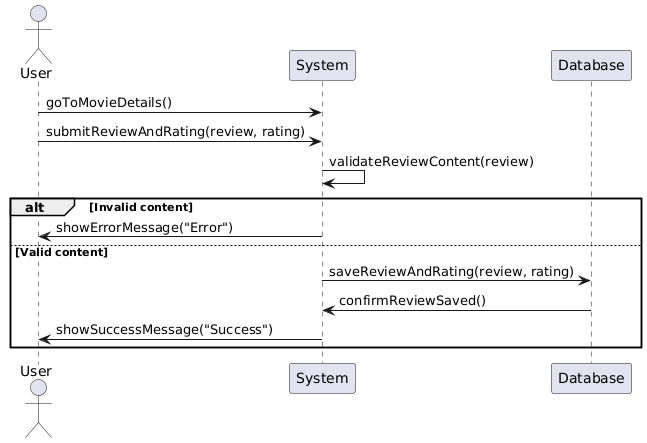 User
System
Database
goToMovieDetails()
submitReviewAndRating(review, rating)
validateReviewContent(review)
alt [Invalid content]
showErrorMessage("Error")
[Valid content]
saveReviewAndRating(review, rating)
confirmReviewSaved()
showSuccessMessage("Success")
User
System
Database